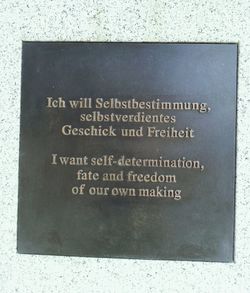 Ich will Selbstbestimmung,
selbstverdientes
Geschick und Freiheit
I want self-determination,
fate and freedom
of our own making